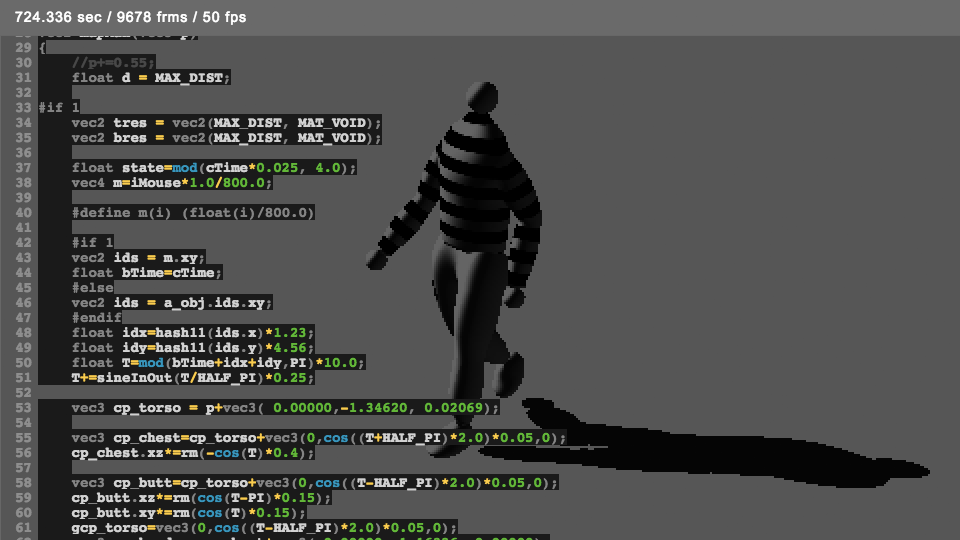 724.336 sec / 9678 frms / 50 fps
29 {
30 //p+=0.55;
31 float d = MAX_DIST;
32
33 #if 1
34 vec2 tres = vec2(MAX_DIST, MAT_VOID);
35 vec2 bres = vec2(MAX_DIST, MAT_VOID);
36
37 float state=mod(cTime*0.025, 4.0);
38 vec4 m=iMouse*1.0/800.0;
39
40 #define m(i) (float(i)/800.0)
41
42 #if 1
43 vec2 ids = m.xy;
44 float bTime=cTime;
45 #else
46 vec2 ids = a_obj.ids.xy;
47 #endif
48 float idx=hash11(ids.x)*1.23;
49 float idy=hash11(ids.y)*4.56;
50 float T=mod(bTime+idx+idy,PI)*10.0;
51 T+=sineInOut(T/HALF_PI)*0.25;
52
53 vec3 cp_torso = p+vec3( 0.00000,-1.34620, 0.02069);
54
55 vec3 cp_chest=cp_torso+vec3(0,cos((T+HALF_PI)*2.0)*0.05,0);
56 cp_chest.xz*=rm(-cos(T)*0.4);
57
58 vec3 cp_butt=cp_torso+vec3(0,cos((T-HALF_PI)*2.0)*0.05,0);
59 cp_butt.xz*=rm(cos(T-PI)*0.15);
60 cp_butt.xy*=rm(cos(T)*0.15);
61 gcp_torso=vec3(0,cos((T-HALF_PI)*2.0)*0.05,0);